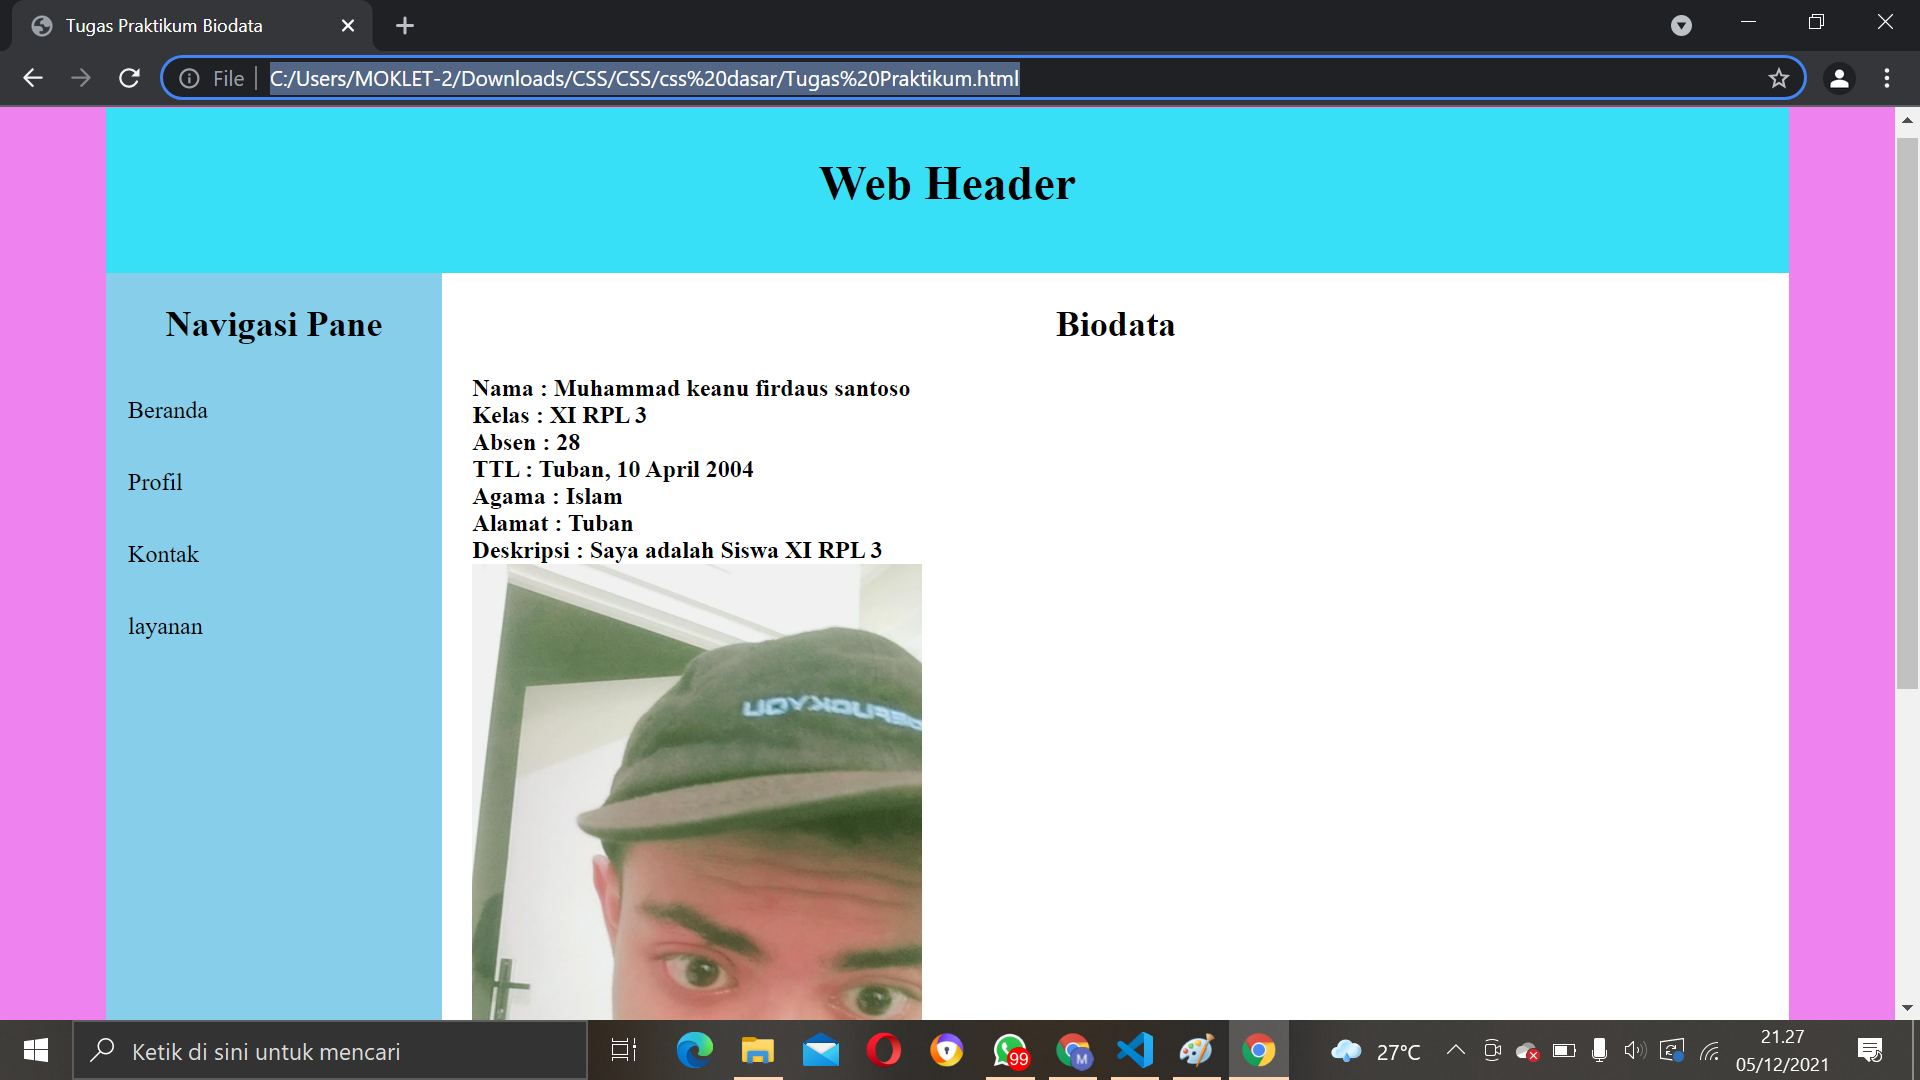 Tugas Praktikum Biodata
File
C:/Users/MOKLET-2/Downloads/CSS/CSS/css%20dasar/Tugas%20Praktikum.html
Web Header
Navigasi Pane
Beranda
Profil
Kontak
layanan
Biodata
Nama : Muhammad keanu firdaus santoso
Kelas : XI RPL 3
Absen : 28
TTL : Tuban, 10 April 2004
Agama : Islam
Alamat : Tuban
Deskripsi : Saya adalah Siswa XI RPL 3
Ketik di sini untuk mencari
99
M
27°C
21.27
05/12/2021